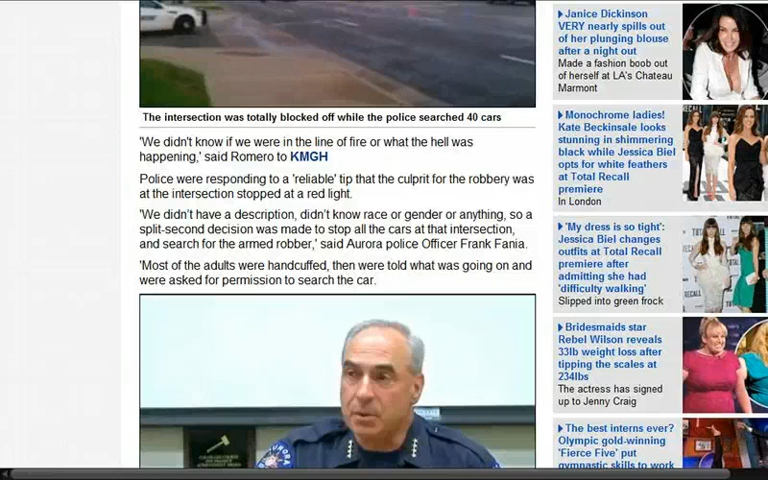 The intersection was totally blocked off while the police searched 40 cars
'We didn't know if we were in the line of fire or what the hell was
happening,' said Romero to KMGH
Police were responding to a 'reliable' tip that the culprit for the robbery was
at the intersection stopped at a red light.
'We didn't have a description, didn't know race or gender or anything, so a
split-second decision was made to stop all the cars at that intersection,
and search for the armed robber,' said Aurora police Officer Frank Fania.
'Most of the adults were handcuffed, then were told what was going on and
were asked for permission to search the car.
Janice Dickinson
VERY nearly spills out
of her plunging blouse
after a night out
Made a fashion boob out
of herself at LA's Chateau
Marmont
Monochrome ladies!
Kate Beckinsale looks
stunning in shimmering
black while Jessica Biel
opts for white feathers
at Total Recall
premiere
In London
'My dress is so tight':
Jessica Biel changes
outfits at Total Recall
premiere after
admitting she had
'difficulty walking'
Slipped into green frock
Bridesmaids star
Rebel Wilson reveals
33lb weight loss after
tipping the scales at
234lbs
The actress has signed
up to Jenny Craig
The best interns ever?
Olympic gold-winning
'Fierce Five' put
gymnastic skills to work